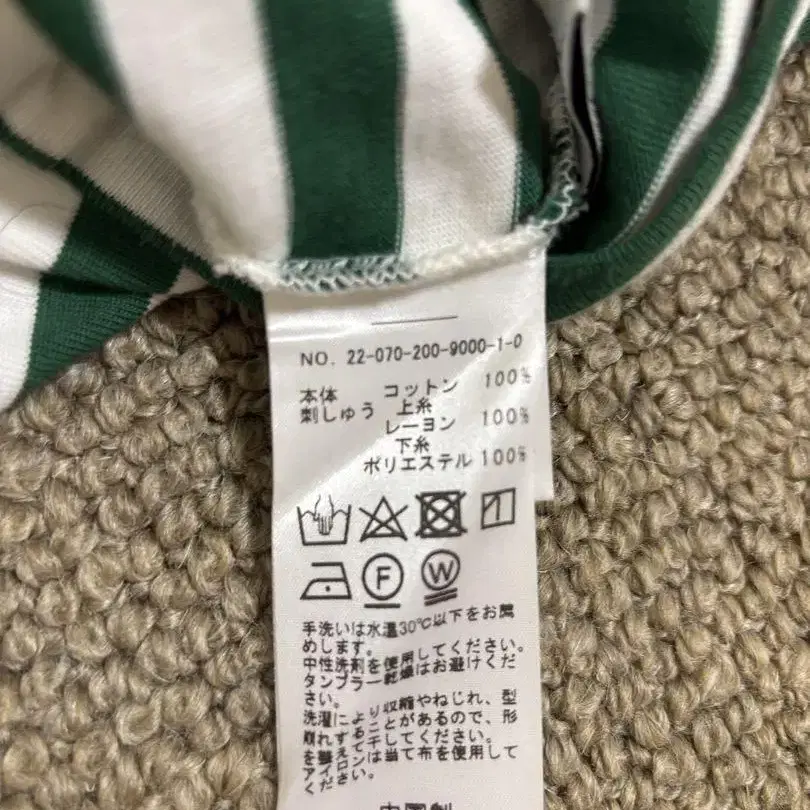 NO. 22-070-200-9000-1-0
本体 コットン 100%
刺しゅう 上糸
レーヨン 100%
下糸
ポリエステル 100%
F W
手洗いは水温30℃以下をお薦
めします。
中性洗剤を使用してください。
タンブラー乾燥はお避けくだ
さい。
洗濯により収縮やねじれ、型
崩れすることがあるので、形
を整えて干してください。
アイロンは当て布を使用して
ください。
中国製